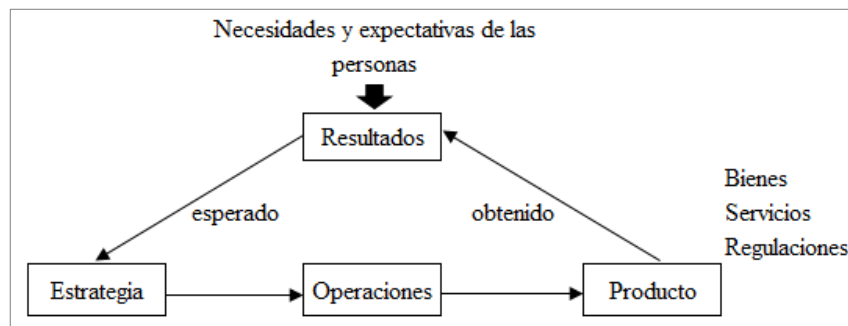 Necesidades y expectativas de las
personas
Resultados
esperado
obtenido
Bienes
Servicios
Regulaciones
Estrategia
Operaciones
Producto